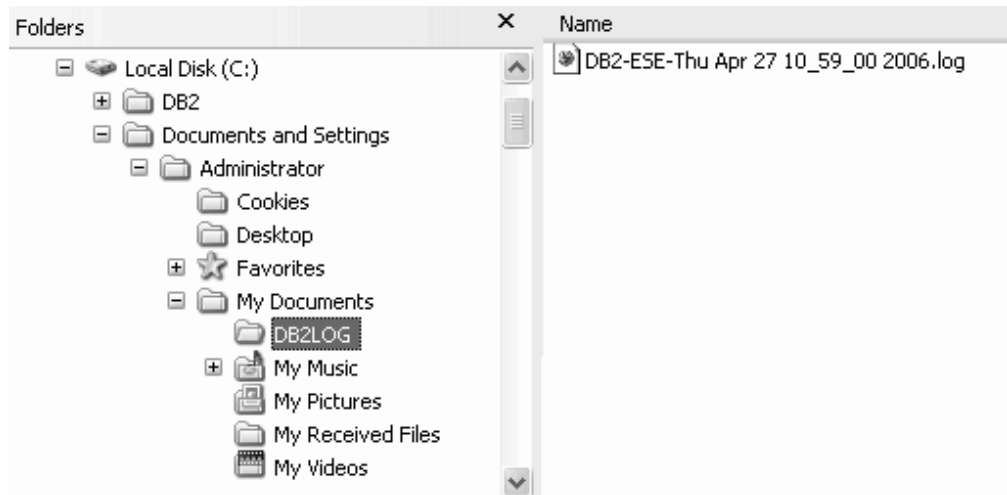 Folders
Local Disk (C:)
DB2
Documents and Settings
Administrator
Cookies
Desktop
Favorites
My Documents
DB2LOG
My Music
My Pictures
My Received Files
My Videos
Name
DB2-ESE-Thu Apr 27 10_59_00 2006.log